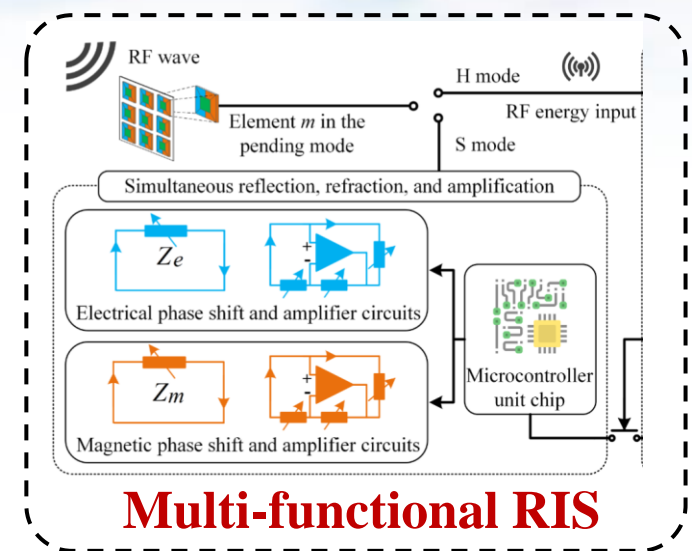 RF wave
H mode
RF energy input
Element m in the
pending mode
S mode
Simultaneous reflection, refraction, and amplification
Ze
+
-
Electrical phase shift and amplifier circuits
Microcontroller
unit chip
Zm
+
-
Magnetic phase shift and amplifier circuits
Multi-functional RIS